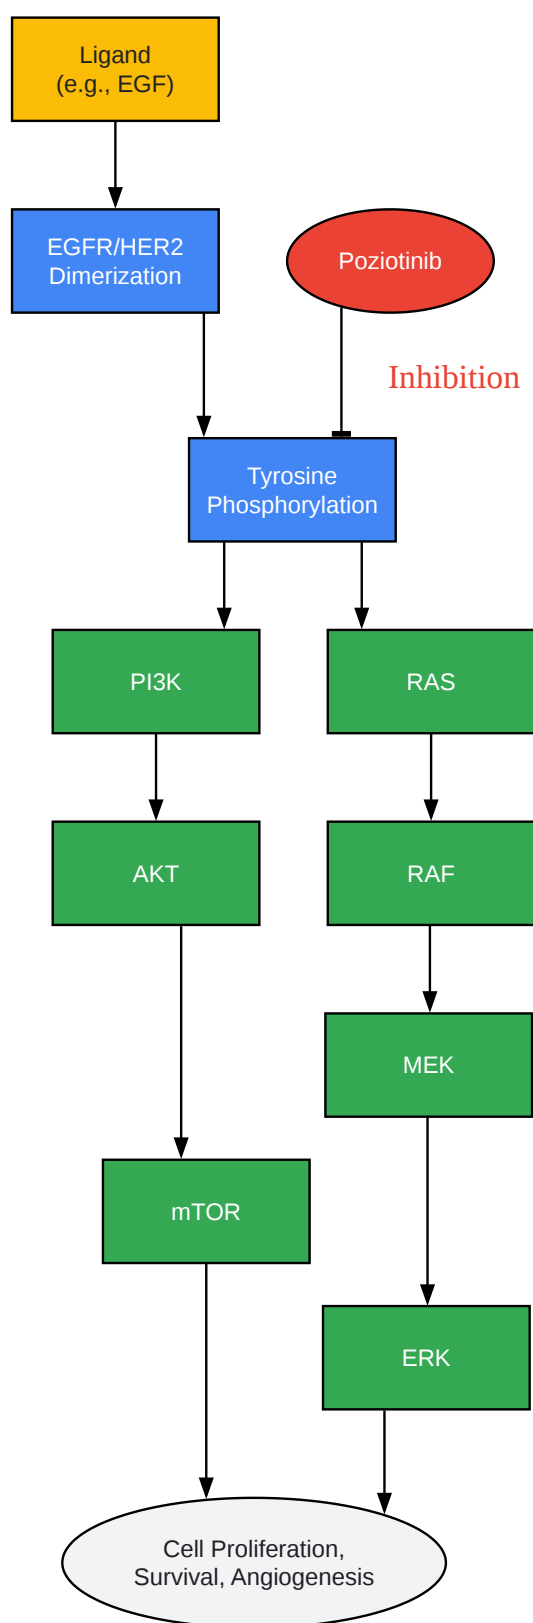 Ligand
(e.g., EGF)
EGFR/HER2
Dimerization
Poziotinib
Inhibition
Tyrosine
Phosphorylation
PI3K
RAS
AKT
RAF
MEK
mTOR
ERK
Cell Proliferation,
Survival, Angiogenesis